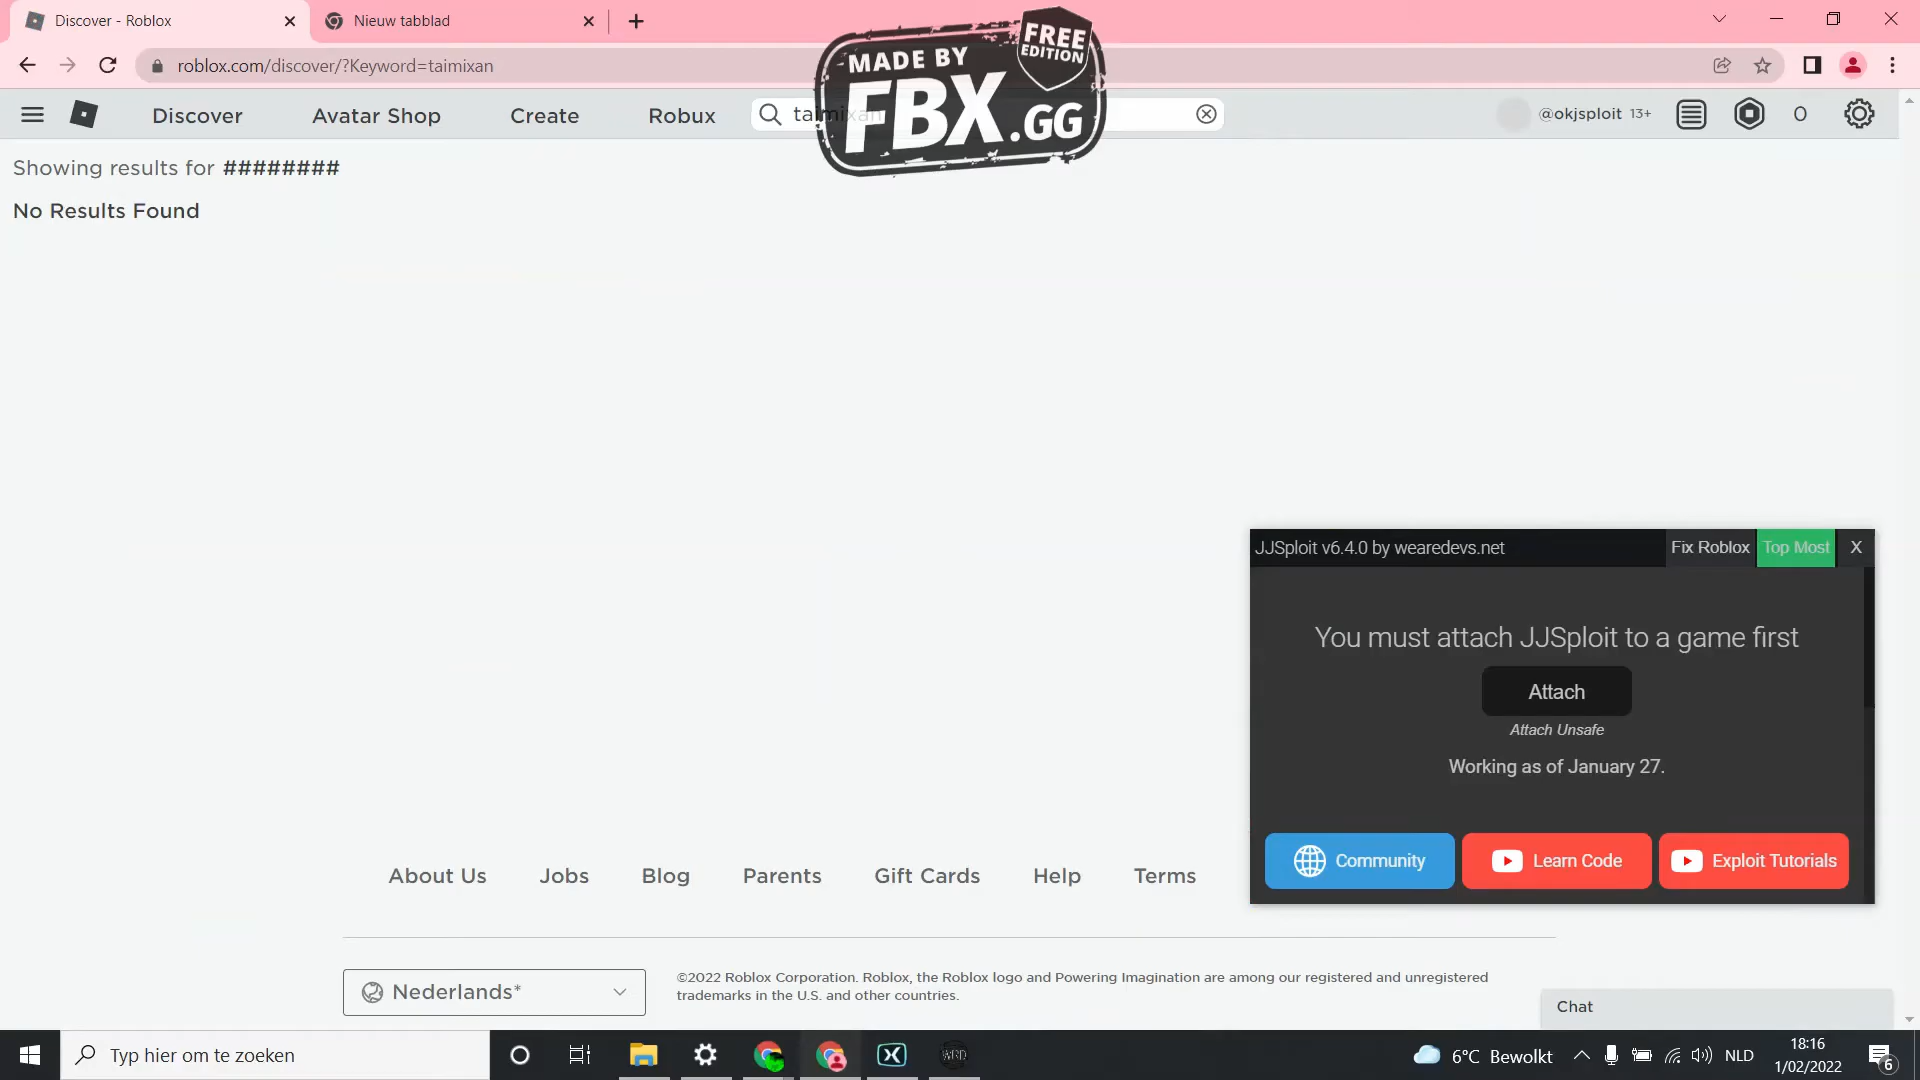 Discover - Roblox
Nieuw tabblad
roblox.com/discover/?Keyword=taimixan
MADE BY
FBX.GG
FREE
EDITION
Discover
Avatar Shop
Create
Robux
taimixan
@okjsploit 13+
0
Showing results for ########
No Results Found
JJSploit v6.4.0 by wearedevs.net
Fix Roblox
Top Most
X
You must attach JJSploit to a game first
Attach
Attach Unsafe
Working as of January 27.
Community
Learn Code
Exploit Tutorials
About Us
Jobs
Blog
Parents
Gift Cards
Help
Terms
Nederlands*
©2022 Roblox Corporation. Roblox, the Roblox logo and Powering Imagination are among our registered and unregistered
trademarks in the U.S. and other countries.
Chat
Typ hier om te zoeken
WRD
6°C Bewolkt
NLD
18:16
1/02/2022
6